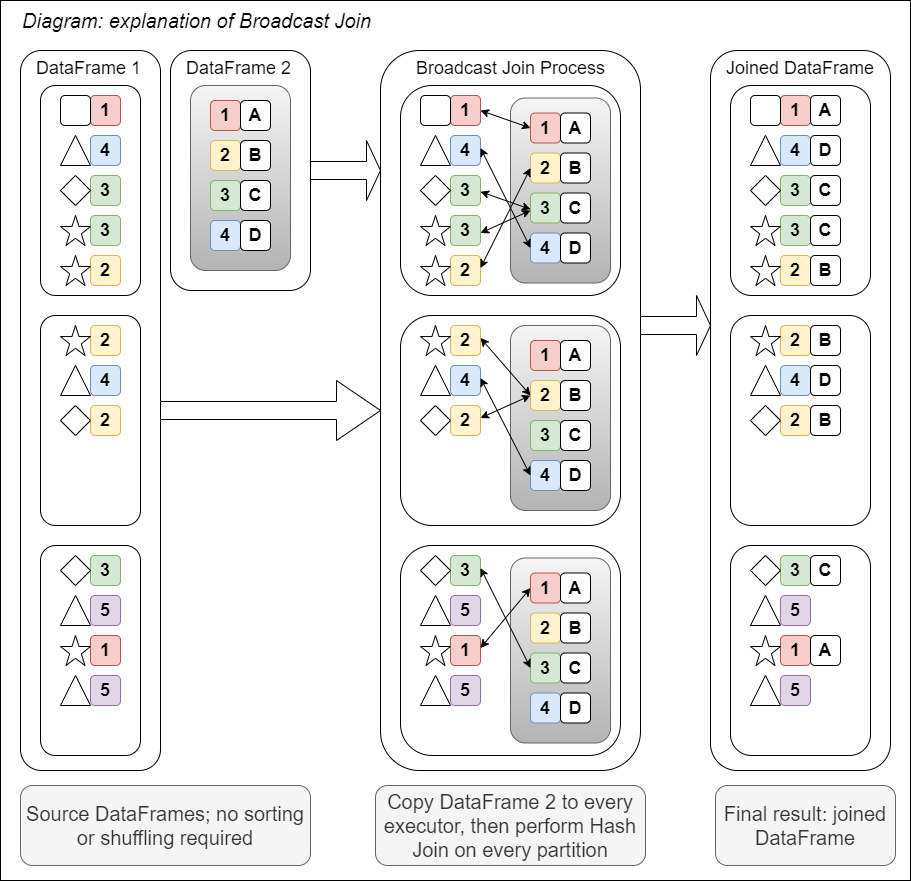 Diagram: explanation of Broadcast Join
DataFrame 1
1
4
3
3
2
2
4
2
3
5
1
5
DataFrame 2
1 A
2 B
3 C
4 D
Source DataFrames; no sorting
or shuffling required
Broadcast Join Process
1
4
3
3
2
1 A
2 B
3 C
4 D
2
4
2
1 A
2 B
3 C
4 D
3
5
1
5
1 A
2 B
3 C
4 D
Copy DataFrame 2 to every
executor, then perform Hash
Join on every partition
Joined DataFrame
1 A
4 D
3 C
3 C
2 B
2 B
4 D
2 B
3 C
5
1 A
5
Final result: joined
DataFrame